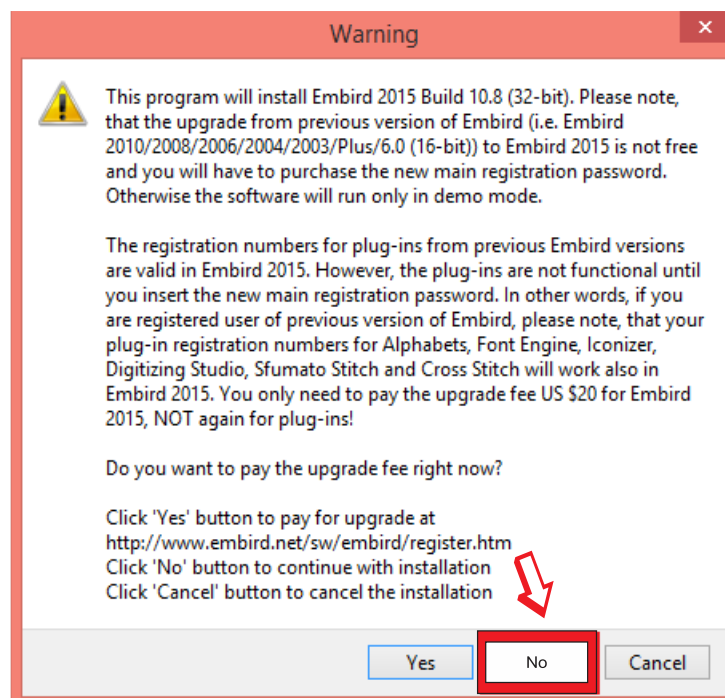 Warning
This program will install Embird 2015 Build 10.8 (32-bit). Please note,
that the upgrade from previous version of Embird (i.e. Embird
2010/2008/2006/2004/2003/Plus/6.0 (16-bit)) to Embird 2015 is not free
and you will have to purchase the new main registration password.
Otherwise the software will run only in demo mode.
The registration numbers for plug-ins from previous Embird versions
are valid in Embird 2015. However, the plug-ins are not functional until
you insert the new main registration password. In other words, if you
are registered user of previous version of Embird, please note, that your
plug-in registration numbers for Alphabets, Font Engine, Iconizer,
Digitizing Studio, Sfumato Stitch and Cross Stitch will work also in
Embird 2015. You only need to pay the upgrade fee US $20 for Embird
2015, NOT again for plug-ins!
Do you want to pay the upgrade fee right now?
Click 'Yes' button to pay for upgrade at
http://www.embird.net/sw/embird/register.htm
Click 'No' button to continue with installation
Click 'Cancel' button to cancel the installation
Yes No Cancel